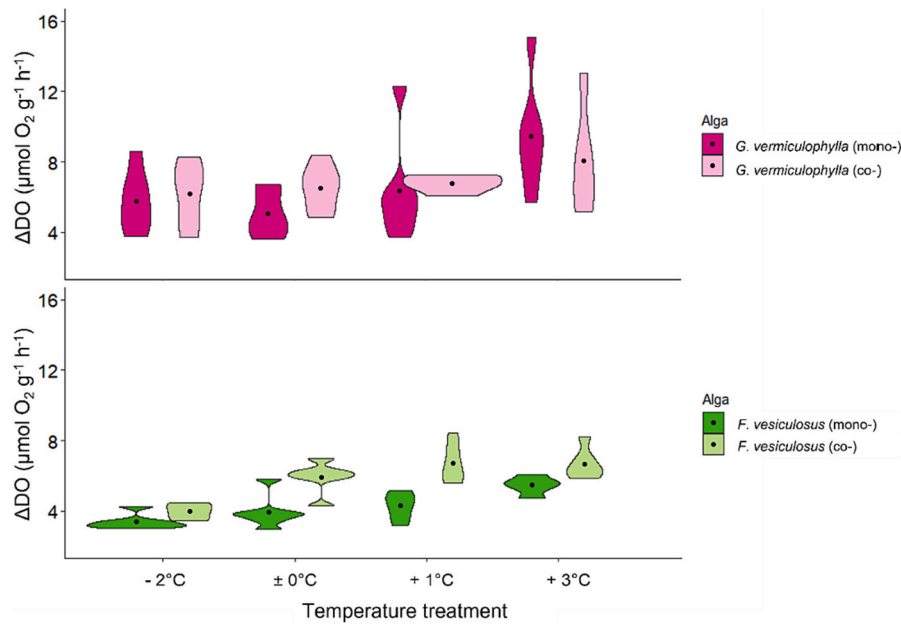 16
12
8
4
ΔDO (µmol O₂ g⁻¹ h⁻¹)
Alga
G. vermiculophylla (mono-)
G. vermiculophylla (co-)
16
12
8
4
ΔDO (µmol O₂ g⁻¹ h⁻¹)
Alga
F. vesiculosus (mono-)
F. vesiculosus (co-)
- 2°C
± 0°C
+ 1°C
+ 3°C
Temperature treatment